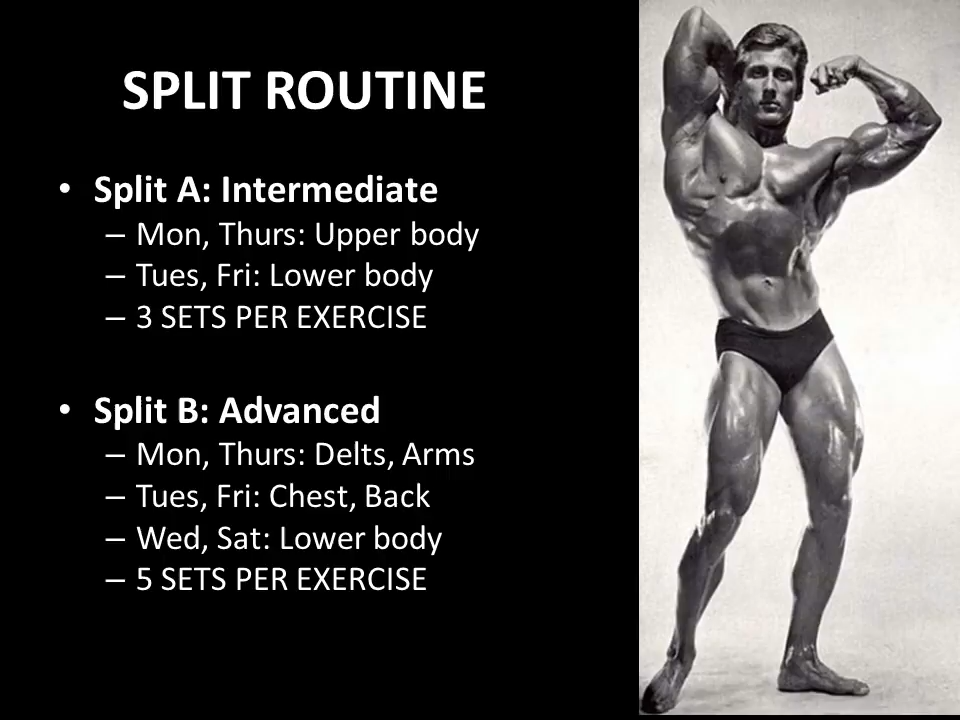 SPLIT ROUTINE
• Split A: Intermediate
– Mon, Thurs: Upper body
– Tues, Fri: Lower body
– 3 SETS PER EXERCISE
• Split B: Advanced
– Mon, Thurs: Delts, Arms
– Tues, Fri: Chest, Back
– Wed, Sat: Lower body
– 5 SETS PER EXERCISE